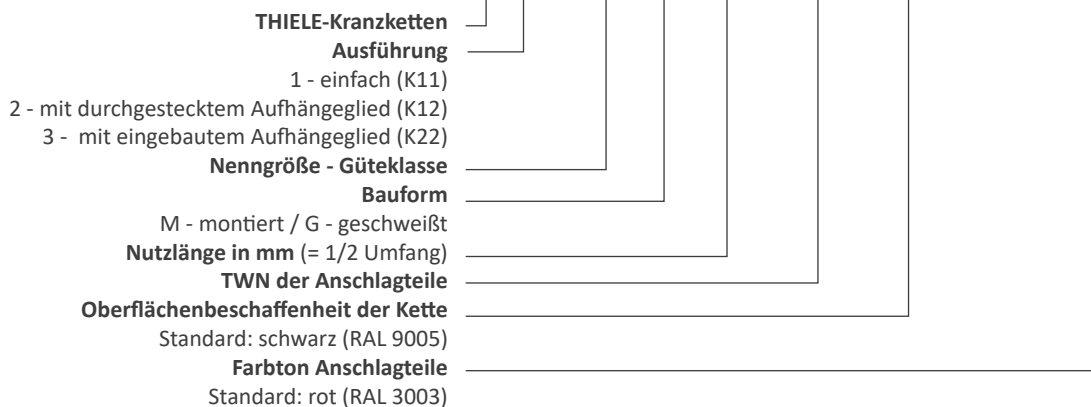 THIELE-Kranzketten
Ausführung
1 - einfach (K11)
2 - mit durchgestecktem Aufhängeglied (K12)
3 - mit eingebautem Aufhängeglied (K22)
Nenngröße - Güteklasse
Bauform
M - montiert / G - geschweißt
Nutzlänge in mm (= 1/2 Umfang)
TWN der Anschlagteile
Oberflächenbeschaffenheit der Kette
Standard: schwarz (RAL 9005)
Farbton Anschlagteile
Standard: rot (RAL 3003)